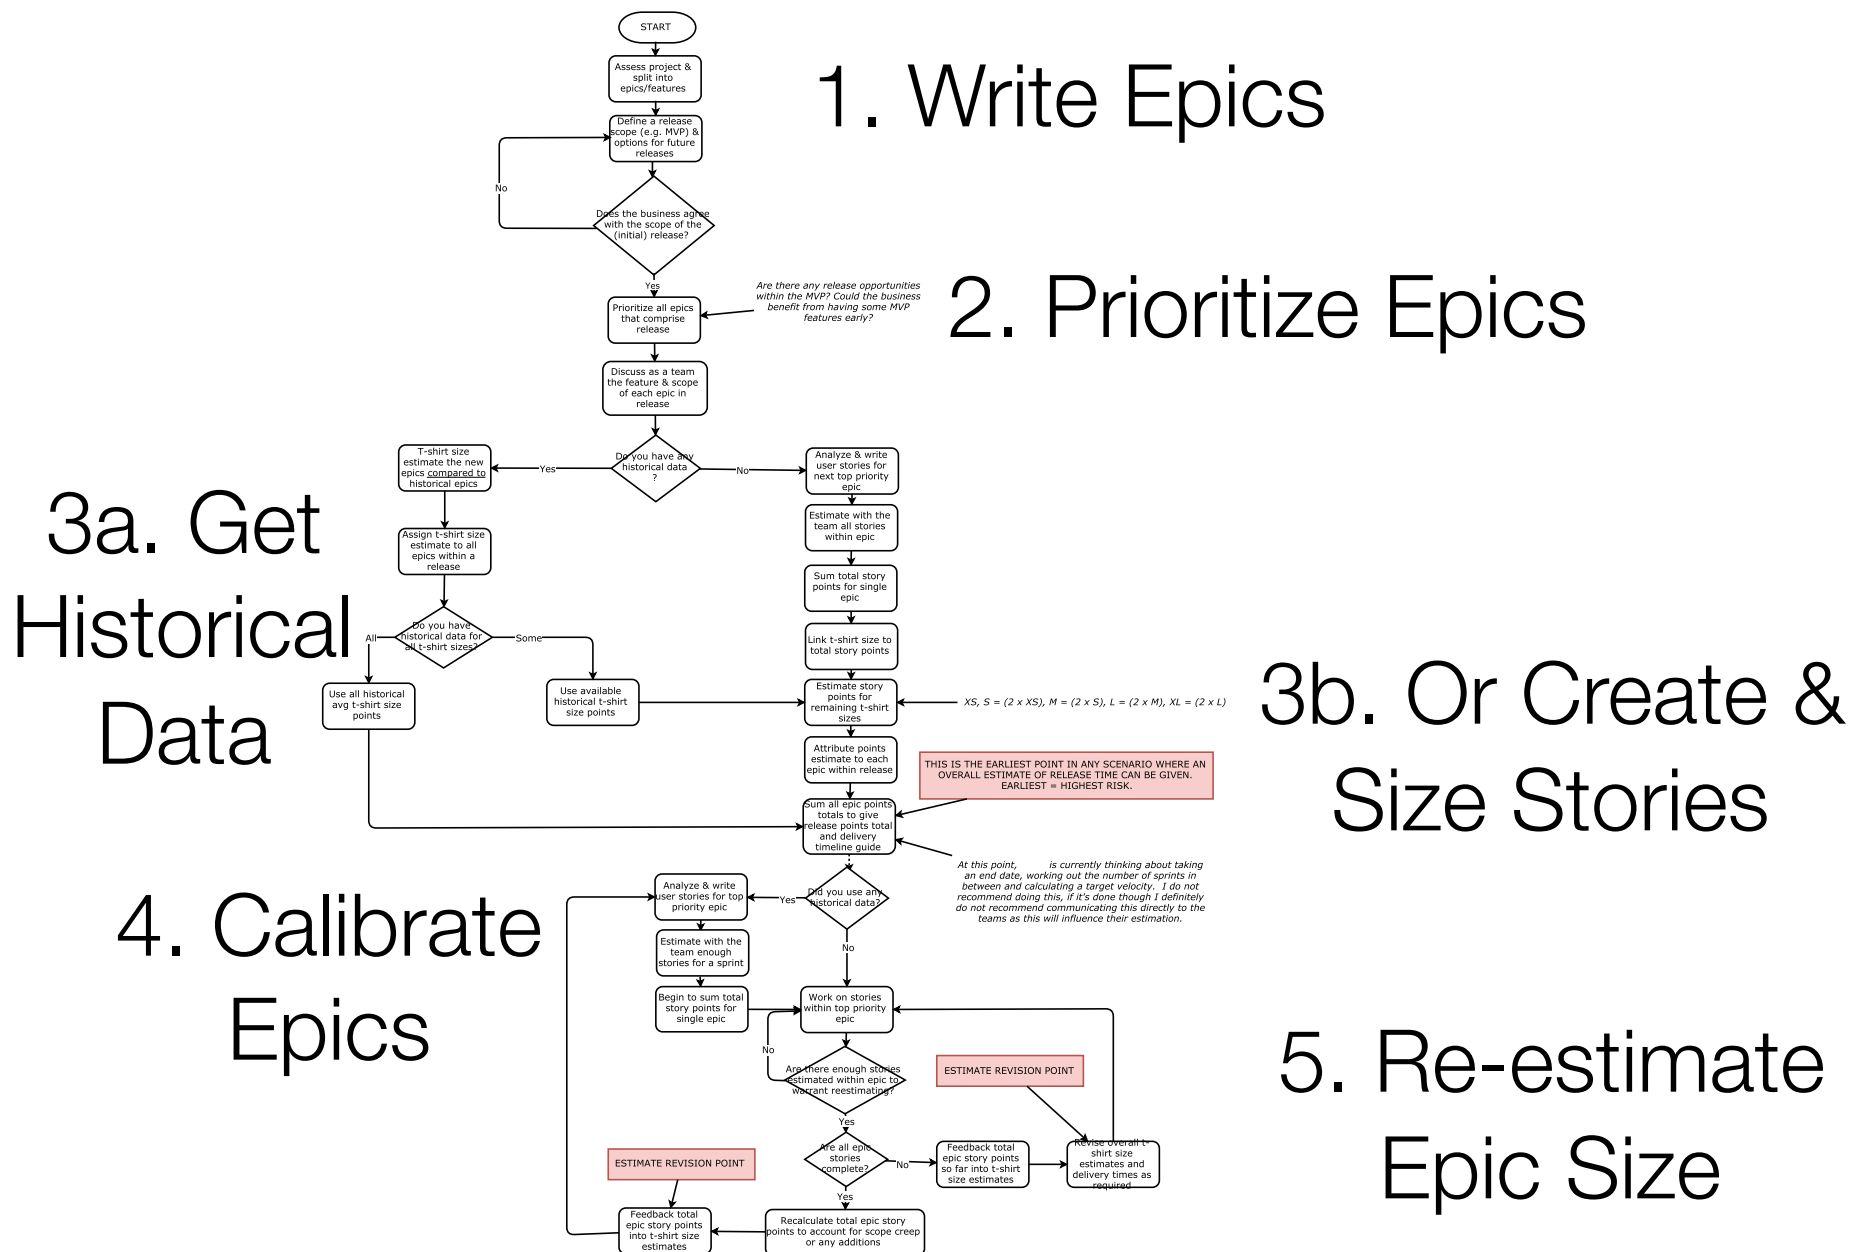 START
Assess project &
split into
epics/features
1. Write Epics
Define a release
scope (e.g. MVP) &
options for future
releases
No
Does the business agree
with the scope of the
(initial) release?
Yes
Are there any release opportunities
within the MVP? Could the business
benefit from having some MVP
features early?
2. Prioritize Epics
Prioritize all epics
that comprise
release
Discuss as a team
the feature & scope
of each epic in
release
Do you have any
historical data
?
Yes
No
T-shirt size
estimate the new
epics compared to
historical epics
Analyze & write
user stories for
next top priority
epic
3a. Get
Historical
Data
Assign t-shirt size
estimate to all
epics within a
release
Estimate with the
team all stories
within epic
Sum total story
points for single
epic
Do you have
historical data for
all t-shirt sizes?
All
Some
Link t-shirt size to
total story points
Use all historical
avg t-shirt size
points
Use available
historical t-shirt
size points
Estimate story
points for
remaining t-shirt
sizes
XS, S = (2 x XS), M = (2 x S), L = (2 x M), XL = (2 x L)
3b. Or Create &
Size Stories
Attribute points
estimate to each
epic within release
THIS IS THE EARLIEST POINT IN ANY SCENARIO WHERE AN
OVERALL ESTIMATE OF RELEASE TIME CAN BE GIVEN.
EARLIEST = HIGHEST RISK.
Sum all epic points
totals to give
release points total
and delivery
timeline guide
At this point, is currently thinking about taking
an end date, working out the number of sprints in
between and calculating a target velocity. I do not
recommend doing this, if it's done though I definitely
do not recommend communicating this directly to the
teams as this will influence their estimation.
4. Calibrate
Epics
Did you use any
historical data?
Yes
No
Analyze & write
user stories for top
priority epic
Estimate with the
team enough
stories for a sprint
Begin to sum total
story points for
single epic
Work on stories
within top priority
epic
No
Are there enough stories
estimated within epic to
warrant reestimating?
Yes
ESTIMATE REVISION POINT
5. Re-estimate
Epic Size
Are all epic
stories
complete?
No
Yes
Feedback total
epic story points
so far into t-shirt
size estimates
Revise overall t-
shirt size
estimates and
delivery times as
required
ESTIMATE REVISION POINT
Recalculate total epic story
points to account for scope creep
or any additions
Feedback total
epic story points
into t-shirt size
estimates